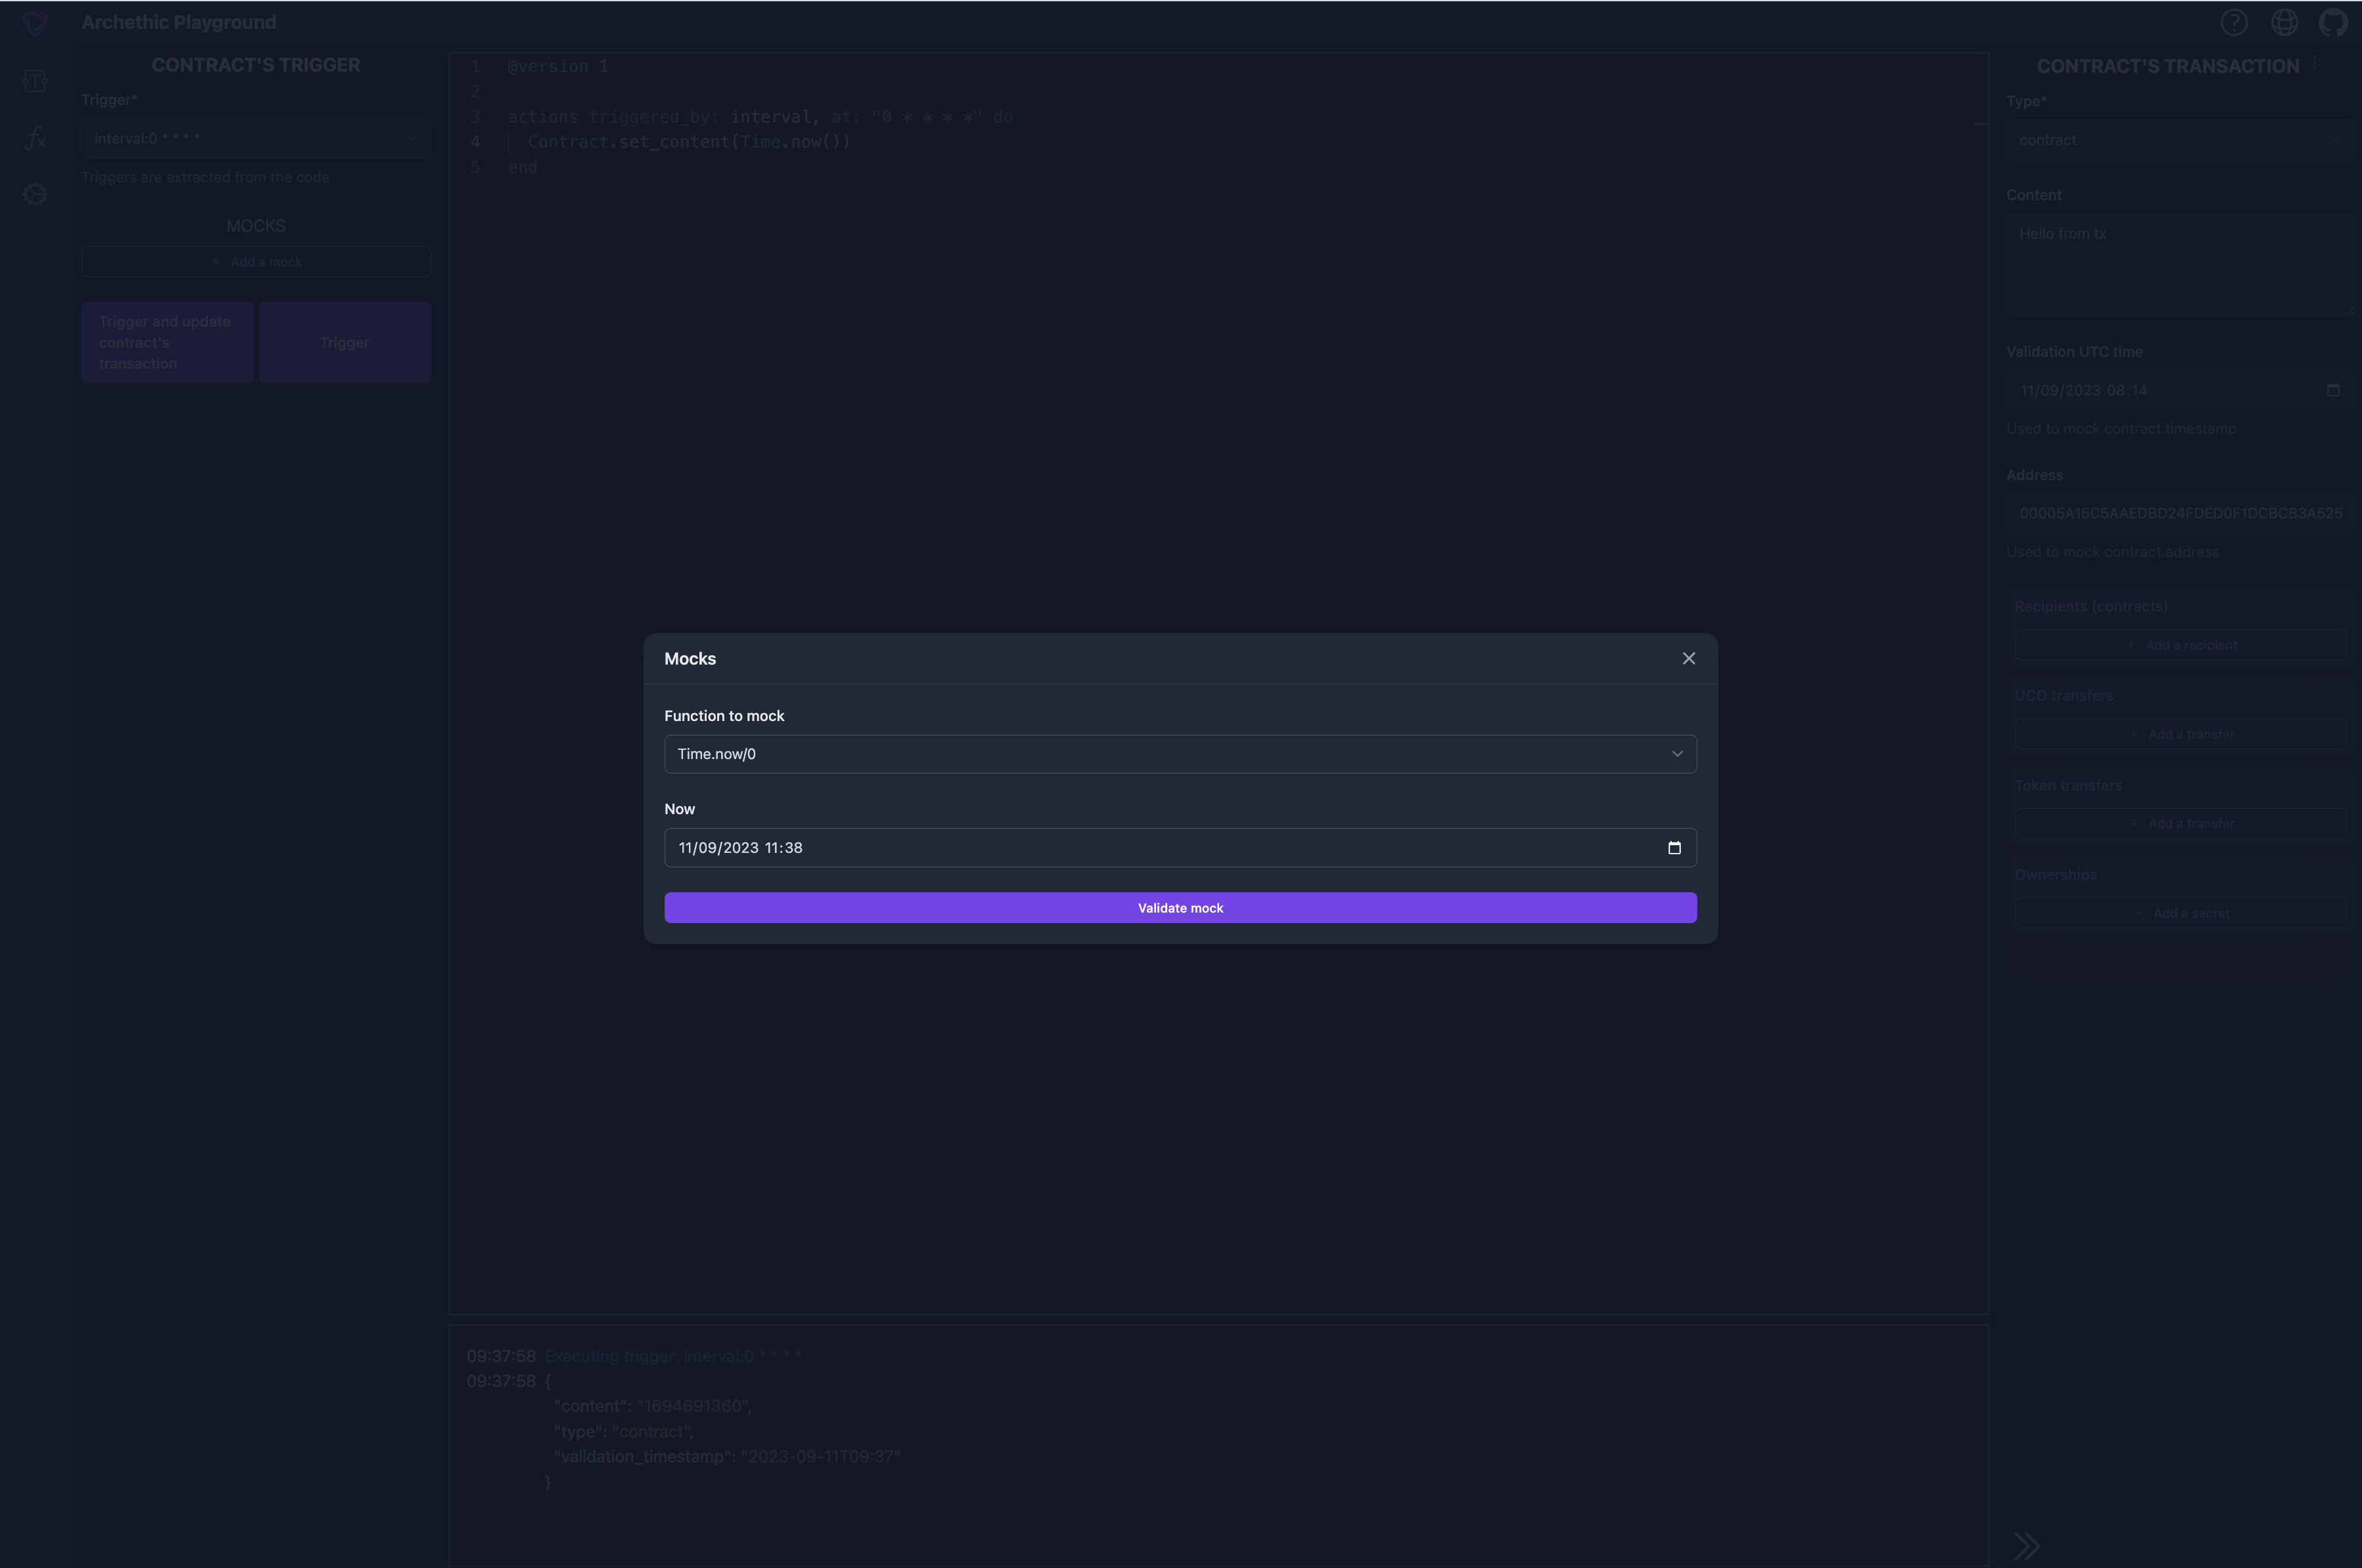 Archethic Playground
CONTRACT'S TRIGGER
Trigger*
interval:0 * * * *
Triggers are extracted from the code
MOCKS
+ Add a mock
Trigger and update
contract's
transaction
Trigger
1 @version 1
2
3 actions triggered_by: interval, at: "0 * * * *" do
4 Contract.set_content(Time.now())
5 end
Mocks
Function to mock
Time.now/0
Now
11/09/2023 11:38
Validate mock
09:37:58 Executing trigger: interval:0 * * * *
09:37:58 {
"content": "1694691360",
"type": "contract",
"validation_timestamp": "2023-09-11T09:37"
}
CONTRACT'S TRANSACTION
Type*
contract
Content
Hello from tx
Validation UTC time
11/09/2023 08:14
Used to mock contract.timestamp
Address
00005A15C5AAEDBD24FDED0F1DCBCB3A525
Used to mock contract.address
Recipients (contracts)
+ Add a recipient
UCO transfers
+ Add a transfer
Token transfers
+ Add a transfer
Ownerships
+ Add a secret